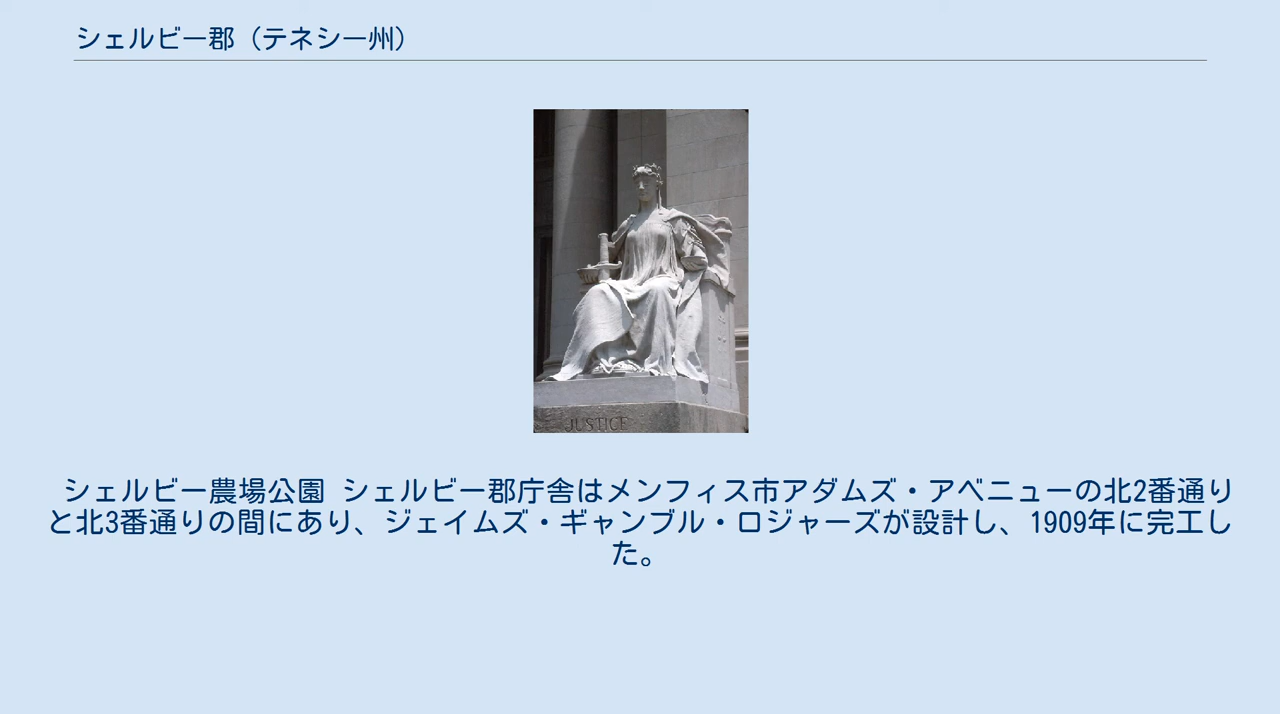 シェルビー郡（テネシー州）
JUSTICE
シェルビー農場公園 シェルビー郡庁舎はメンフィス市アダムズ・アベニューの北2番通り
と北3番通りの間にあり、ジェイムズ・ギャンブル・ロジャーズが設計し、1909年に完工し
た。